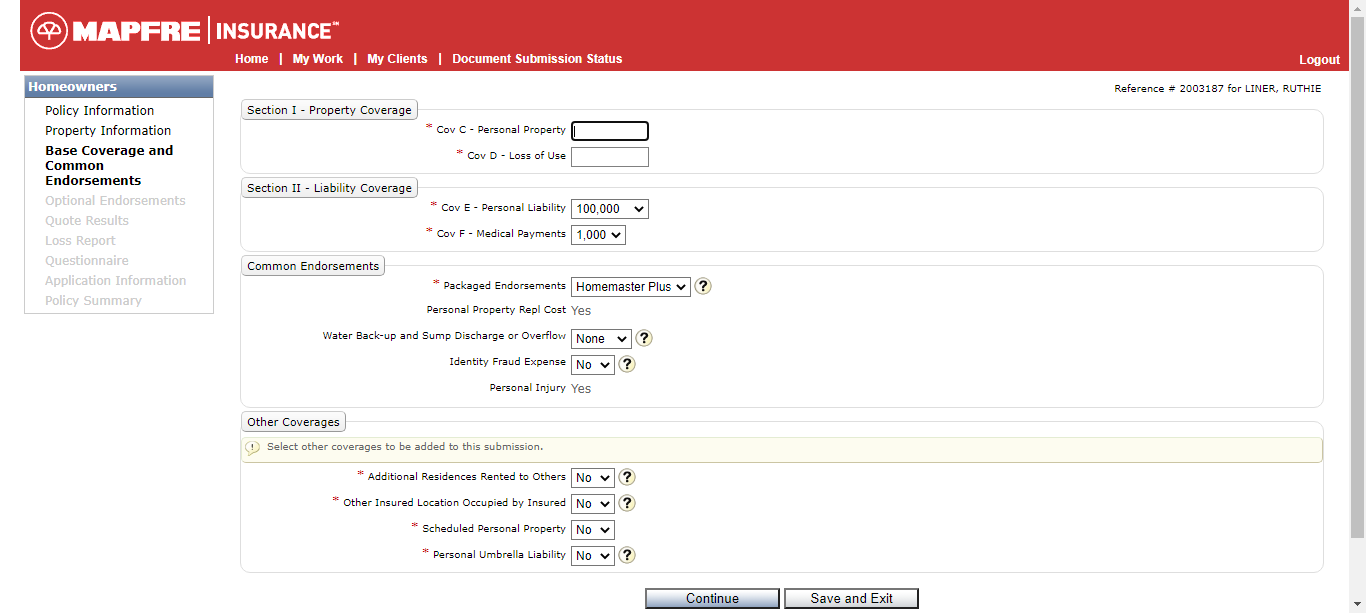 MAPFRE | INSURANCE℠
Home | My Work | My Clients | Document Submission Status
Logout
Homeowners
Policy Information
Property Information
Base Coverage and
Common
Endorsements
Optional Endorsements
Quote Results
Loss Report
Questionnaire
Application Information
Policy Summary
Reference # 2003187 for LINER, RUTHIE
Section I - Property Coverage
* Cov C - Personal Property
* Cov D - Loss of Use
Section II - Liability Coverage
* Cov E - Personal Liability 100,000
* Cov F - Medical Payments 1,000
Common Endorsements
* Packaged Endorsements Homemaster Plus ?
Personal Property Repl Cost Yes
Water Back-up and Sump Discharge or Overflow None ?
Identity Fraud Expense No ?
Personal Injury Yes
Other Coverages
! Select other coverages to be added to this submission.
* Additional Residences Rented to Others No ?
* Other Insured Location Occupied by Insured No ?
* Scheduled Personal Property No
* Personal Umbrella Liability No ?
Continue Save and Exit